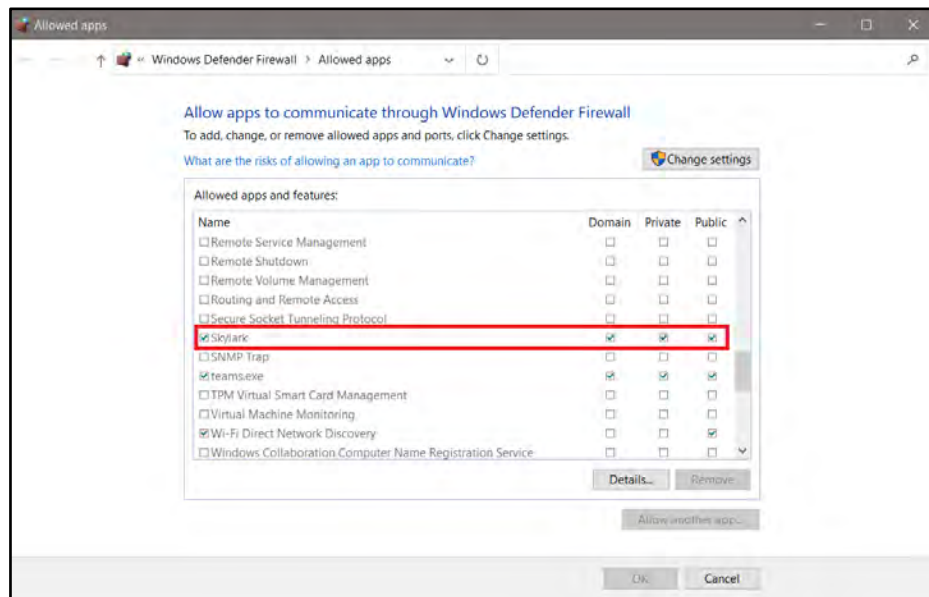 Allowed apps
« Windows Defender Firewall > Allowed apps
Allow apps to communicate through Windows Defender Firewall
To add, change, or remove allowed apps and ports, click Change settings.
What are the risks of allowing an app to communicate?
Change settings
Allowed apps and features:
Name Domain Private Public
Remote Service Management
Remote Shutdown
Remote Volume Management
Routing and Remote Access
Secure Socket Tunneling Protocol
Skylark
SNMP Trap
teams.exe
TPM Virtual Smart Card Management
Virtual Machine Monitoring
Wi-Fi Direct Network Discovery
Windows Collaboration Computer Name Registration Service
Details... Remove
Allow another app...
OK Cancel